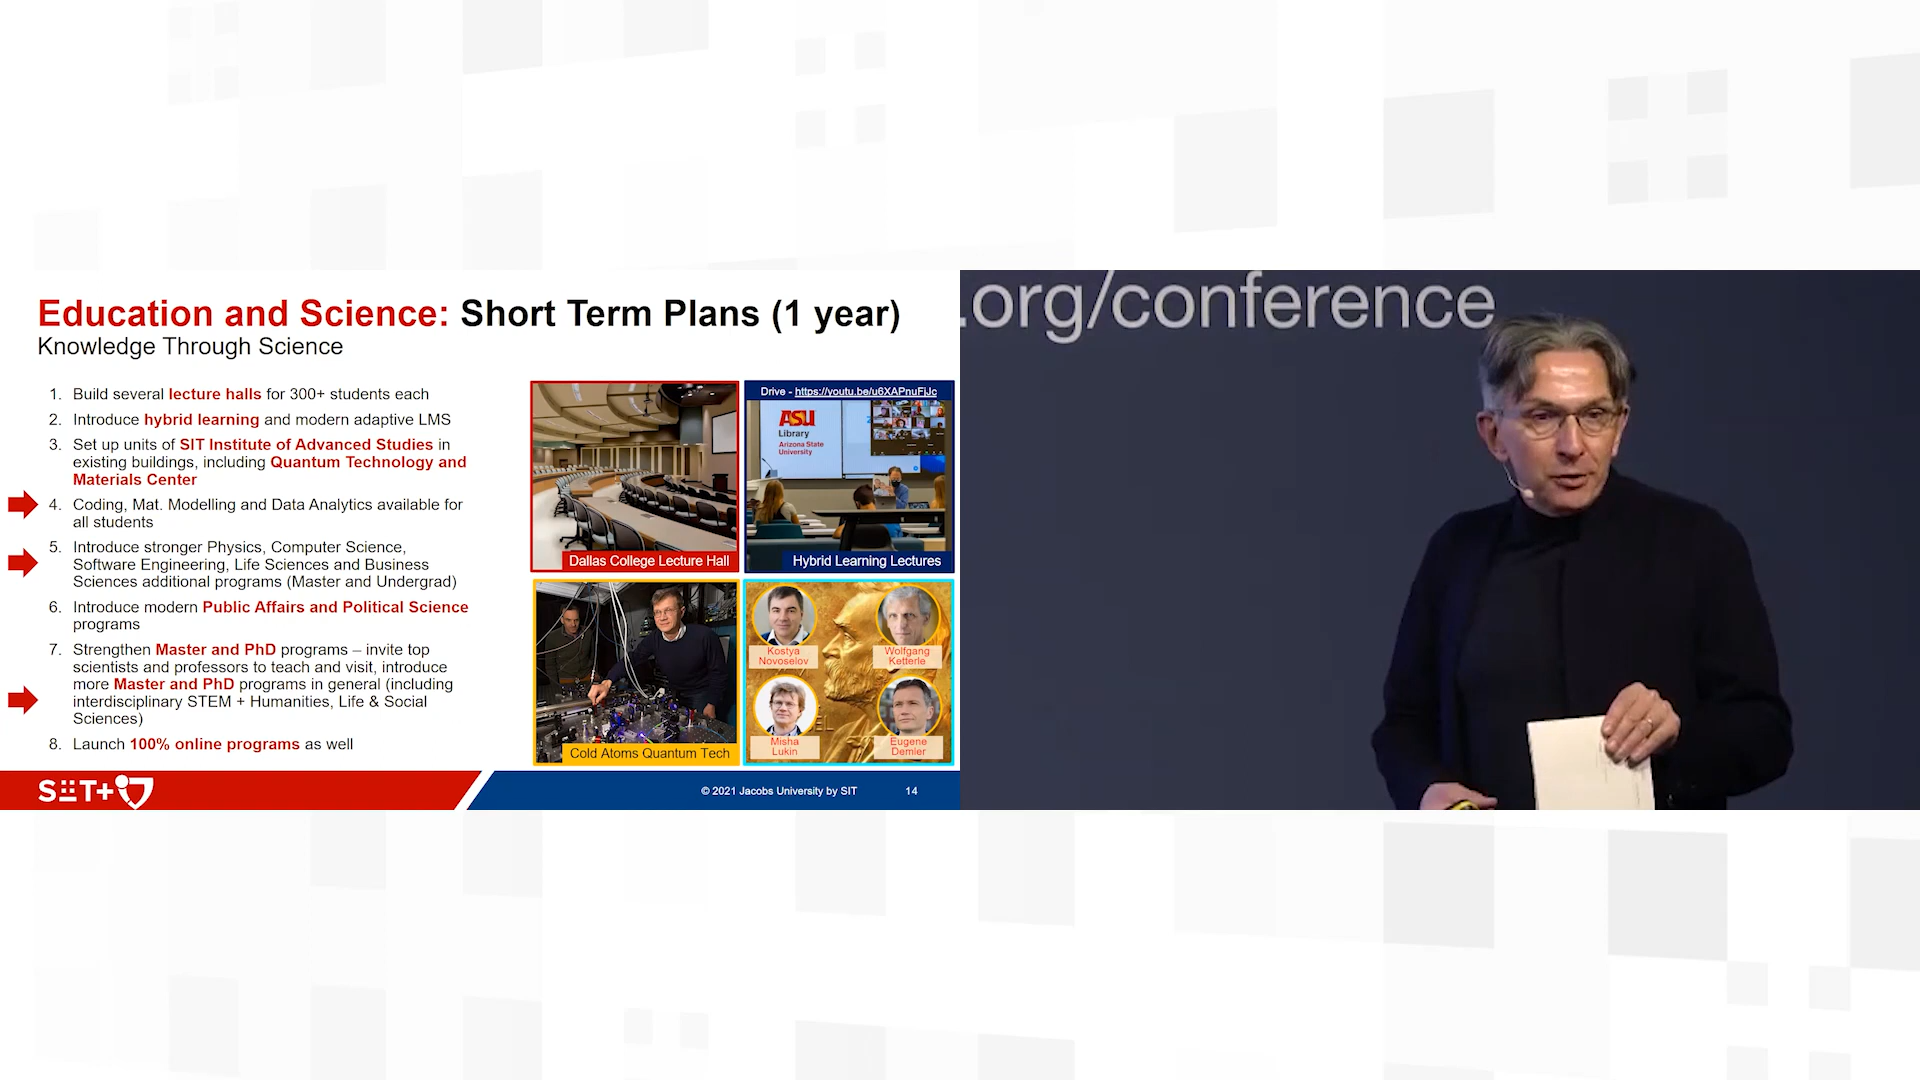 Education and Science: Short Term Plans (1 year)
Knowledge Through Science
1. Build several lecture halls for 300+ students each
2. Introduce hybrid learning and modern adaptive LMS
3. Set up units of SIT Institute of Advanced Studies in
existing buildings, including Quantum Technology and
Materials Center
4. Coding, Mat. Modelling and Data Analytics available for
all students
5. Introduce stronger Physics, Computer Science,
Software Engineering, Life Sciences and Business
Sciences additional programs (Master and Undergrad)
6. Introduce modern Public Affairs and Political Science
programs
7. Strengthen Master and PhD programs – invite top
scientists and professors to teach and visit, introduce
more Master and PhD programs in general (including
interdisciplinary STEM + Humanities, Life & Social
Sciences)
8. Launch 100% online programs as well
Dallas College Lecture Hall
Drive - https://youtu.be/u6XAPnuFjJc
ASU
Library
Arizona State
University
Hybrid Learning Lectures
Cold Atoms Quantum Tech
Kostya
Novoselov
Wolfgang
Ketterle
Misha
Lukin
Eugene
Demler
SIT+
© 2021 Jacobs University by SIT
14
.org/conference